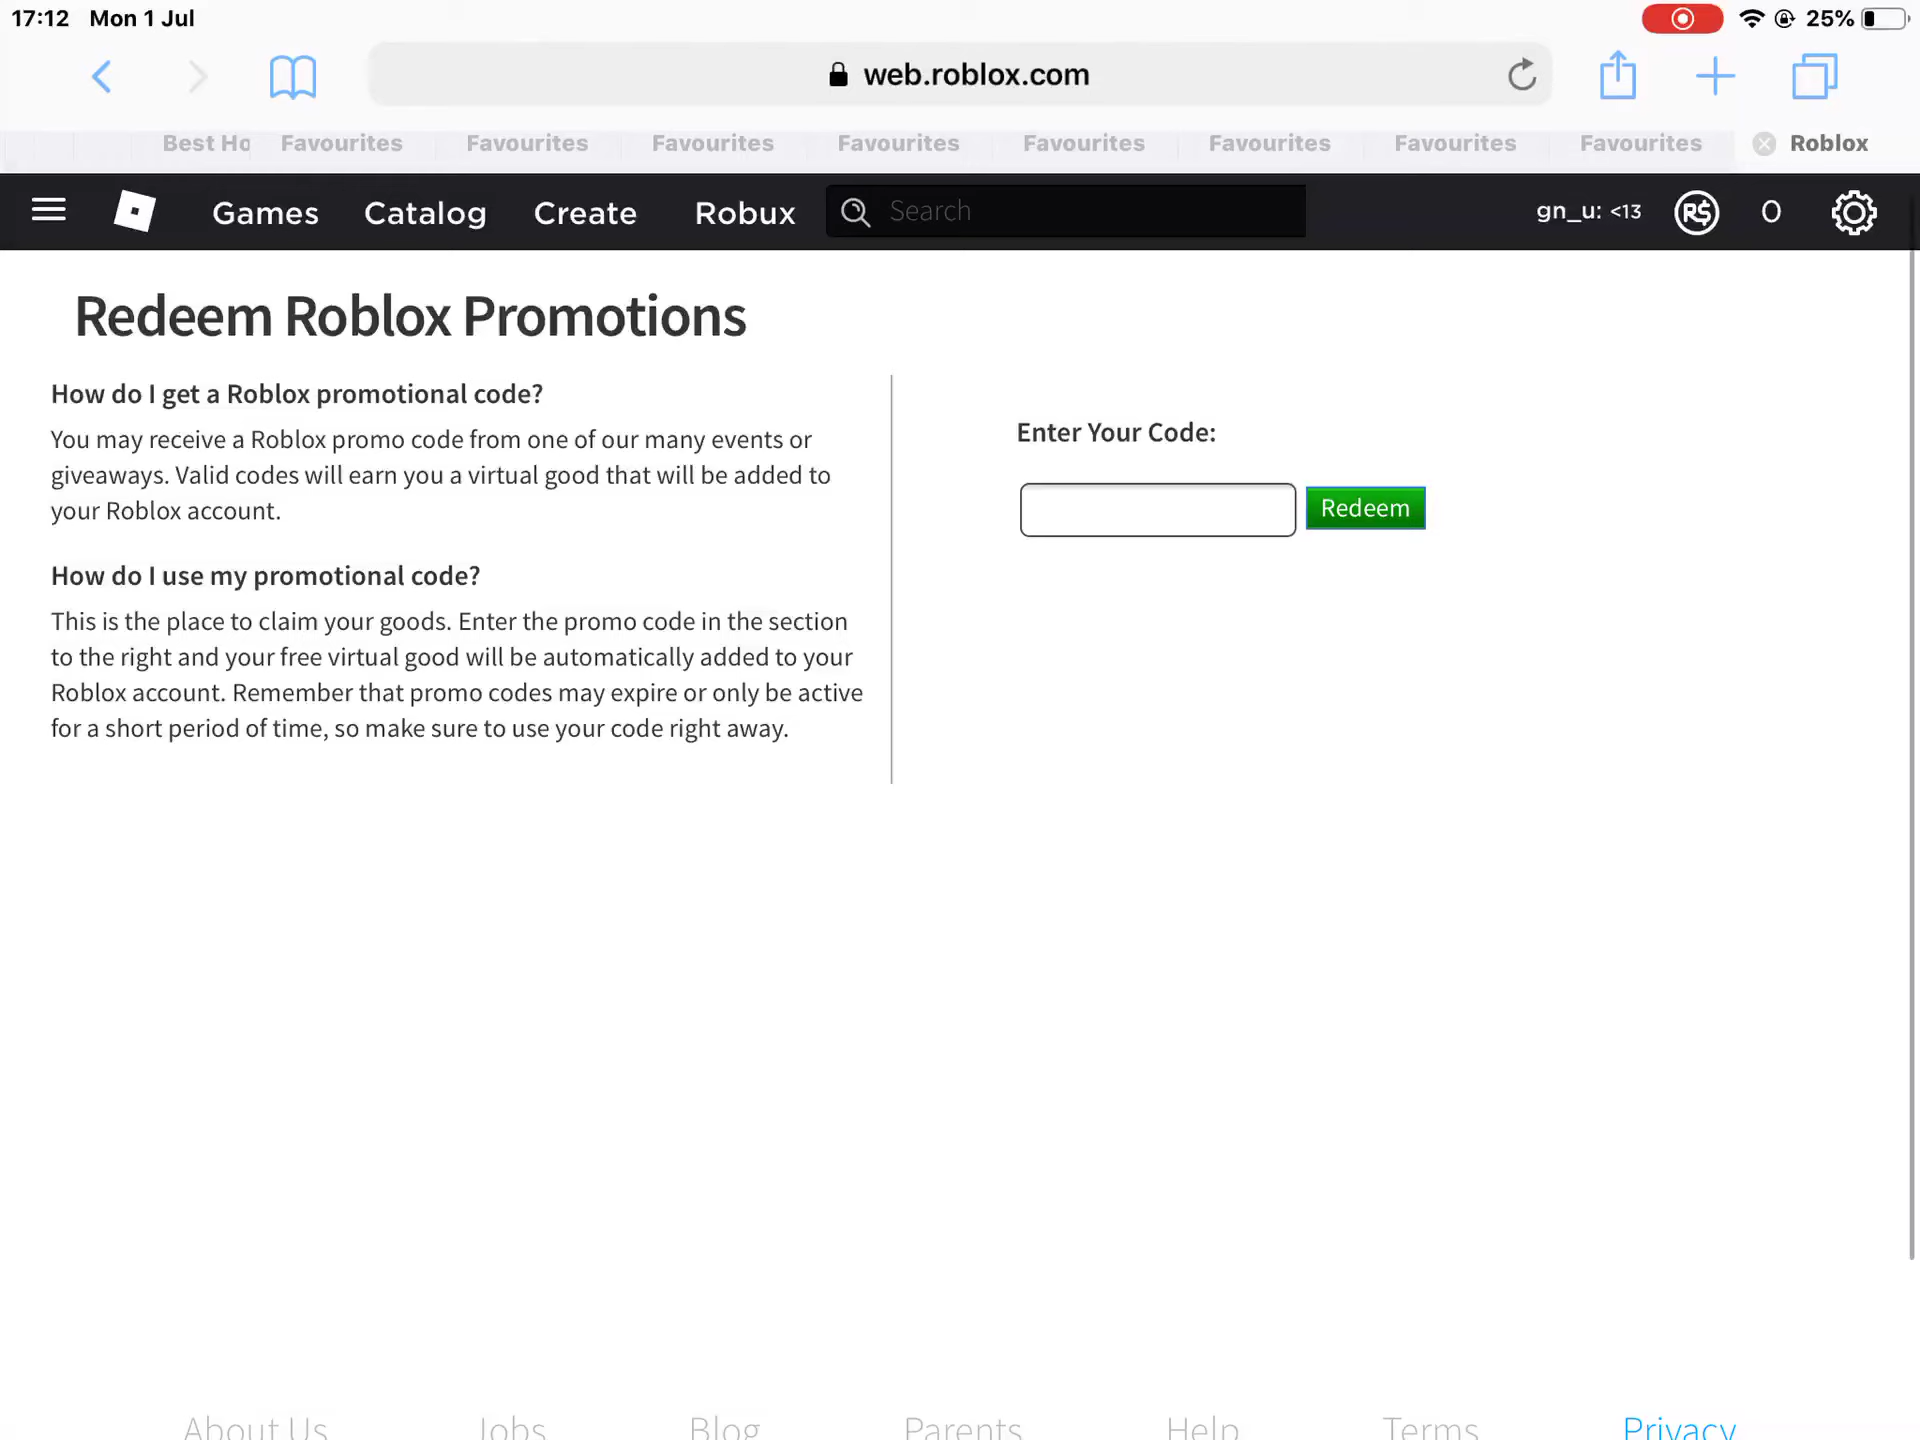 17:12 Mon 1 Jul
25%
web.roblox.com
Best Ho Favourites Favourites Favourites Favourites Favourites Favourites Favourites Favourites Roblox
Games Catalog Create Robux Search gn_u: <13 R$ 0
Redeem Roblox Promotions
How do I get a Roblox promotional code?
You may receive a Roblox promo code from one of our many events or
giveaways. Valid codes will earn you a virtual good that will be added to
your Roblox account.
How do I use my promotional code?
This is the place to claim your goods. Enter the promo code in the section
to the right and your free virtual good will be automatically added to your
Roblox account. Remember that promo codes may expire or only be active
for a short period of time, so make sure to use your code right away.
Enter Your Code:
Redeem
About Us Jobs Blog Parents Help Terms Privacy